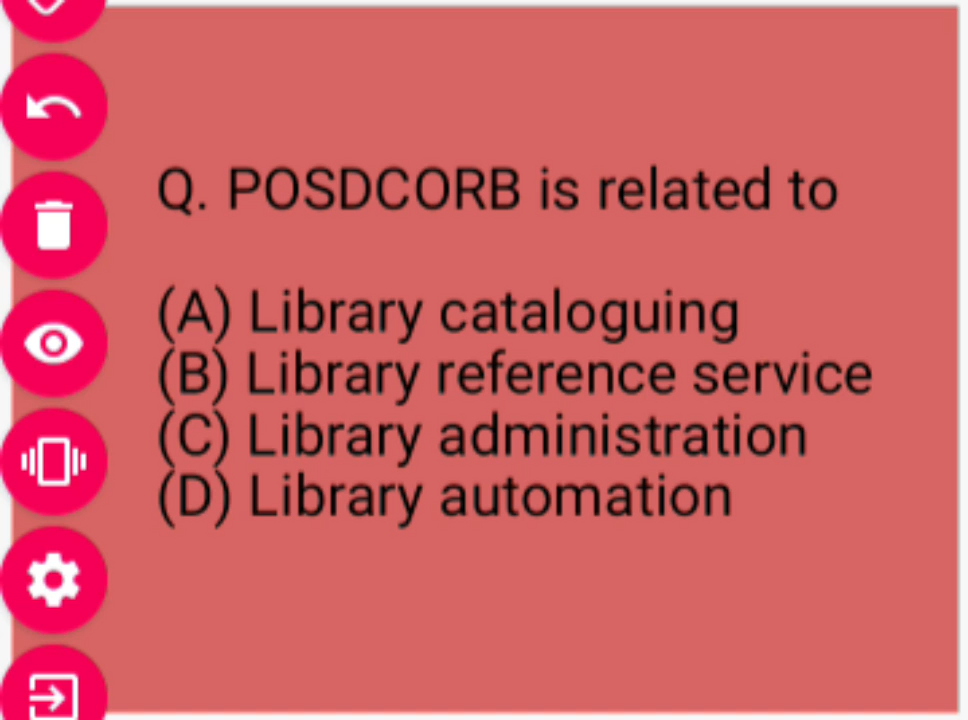 Q. POSDCORB is related to
(A) Library cataloguing
(B) Library reference service
(C) Library administration
(D) Library automation